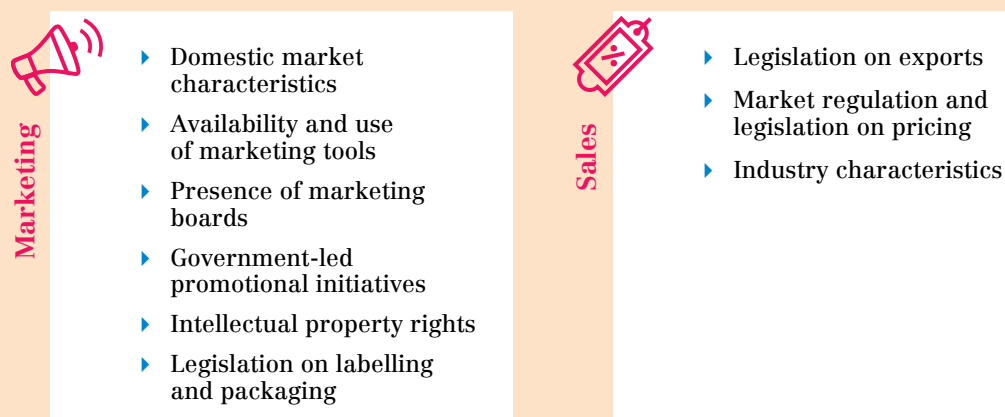 Marketing
Domestic market
characteristics
Availability and use
of marketing tools
Presence of marketing
boards
Government-led
promotional initiatives
Intellectual property rights
Legislation on labelling
and packaging
%
Sales
Legislation on exports
Market regulation and
legislation on pricing
Industry characteristics